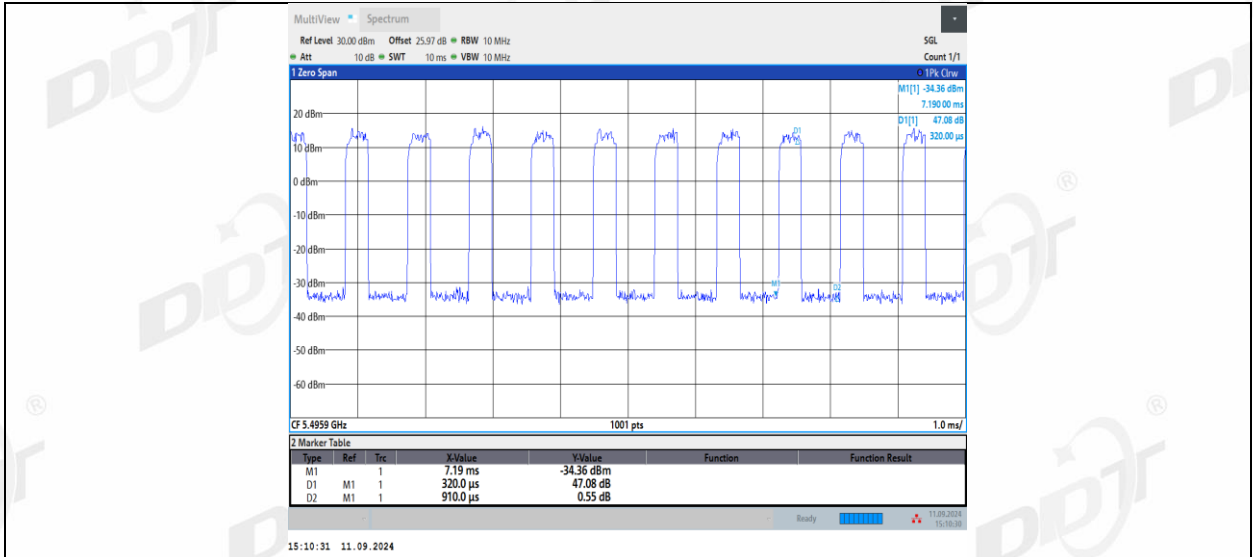 MultiView Spectrum
Ref Level 30.00 dBm Offset 25.97 dB RBW 10 MHz SGL
Att 10 dB SWT 10 ms VBW 10 MHz Count 1/1
1 Zero Span 1Pk Clrw
M1[1] -34.36 dBm
7.190 00 ms
20 dBm
D1[1] 47.08 dB
320.00 µs
D1
10 dBm
0 dBm
-10 dBm
-20 dBm
-30 dBm
M1
D2
-40 dBm
-50 dBm
-60 dBm
CF 5.4959 GHz 1001 pts 1.0 ms/
2 Marker Table
Type Ref Trc X-Value Y-Value Function Function Result
M1 1 7.19 ms -34.36 dBm
D1 M1 1 320.0 µs 47.08 dB
D2 M1 1 910.0 µs 0.55 dB
Ready 11.09.2024
15:10:30
15:10:31 11.09.2024
DDT
®